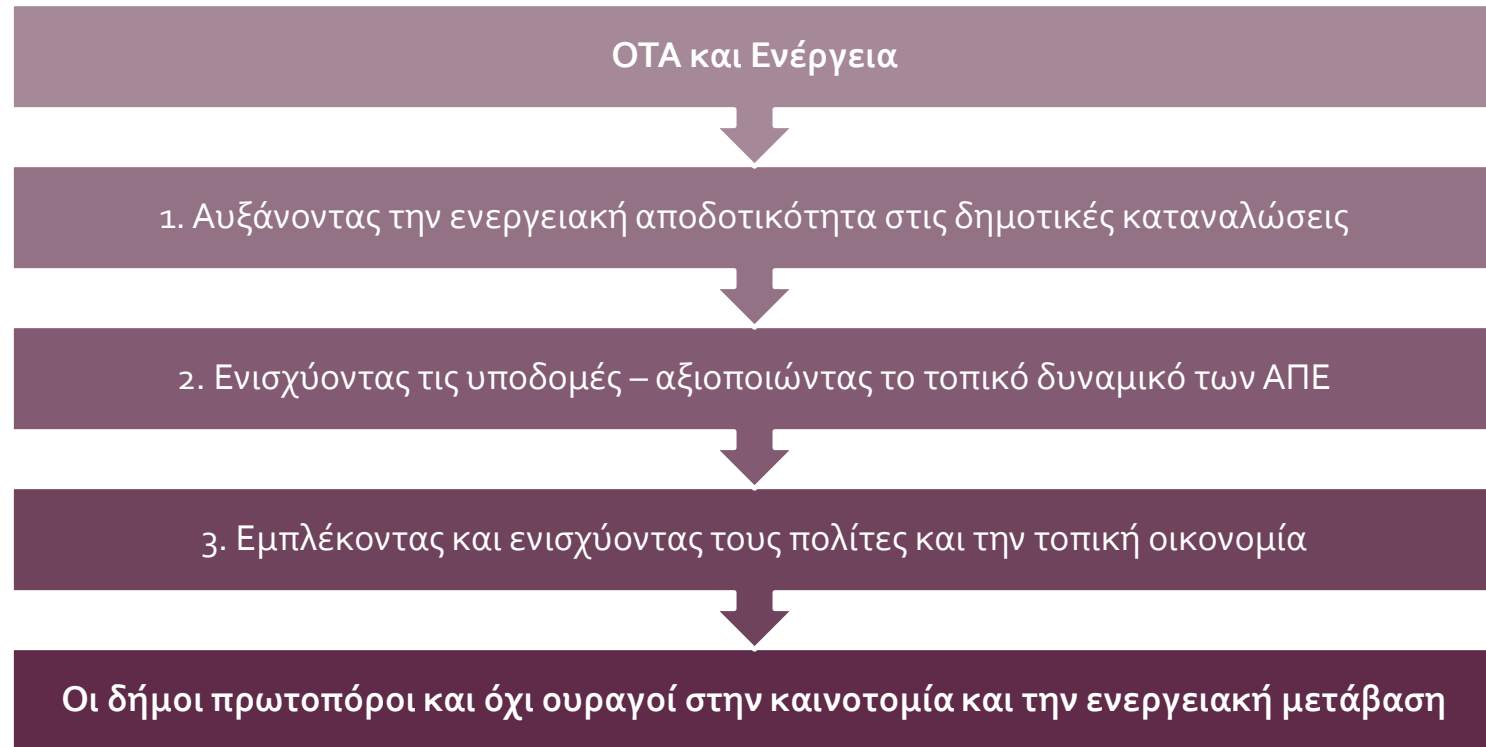 ΟΤΑ και Ενέργεια
1. Αυξάνοντας την ενεργειακή αποδοτικότητα στις δημοτικές καταναλώσεις
2. Ενισχύοντας τις υποδομές – αξιοποιώντας το τοπικό δυναμικό των ΑΠΕ
3. Εμπλέκοντας και ενισχύοντας τους πολίτες και την τοπική οικονομία
Οι δήμοι πρωτοπόροι και όχι ουραγοί στην καινοτομία και την ενεργειακή μετάβαση